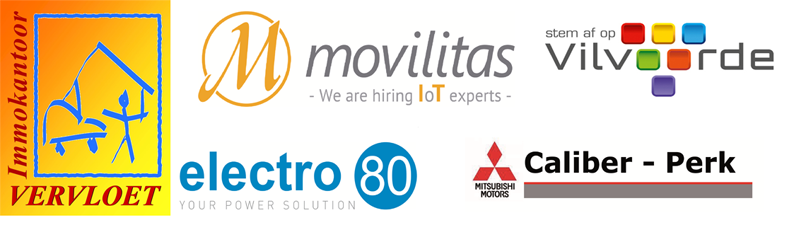 Immokantoor
VERVLOET
M movilitas
- We are hiring IoT experts -
stem af op
Vilvoorde
electro 80
YOUR POWER SOLUTION
MITSUBISHI
MOTORS
Caliber - Perk